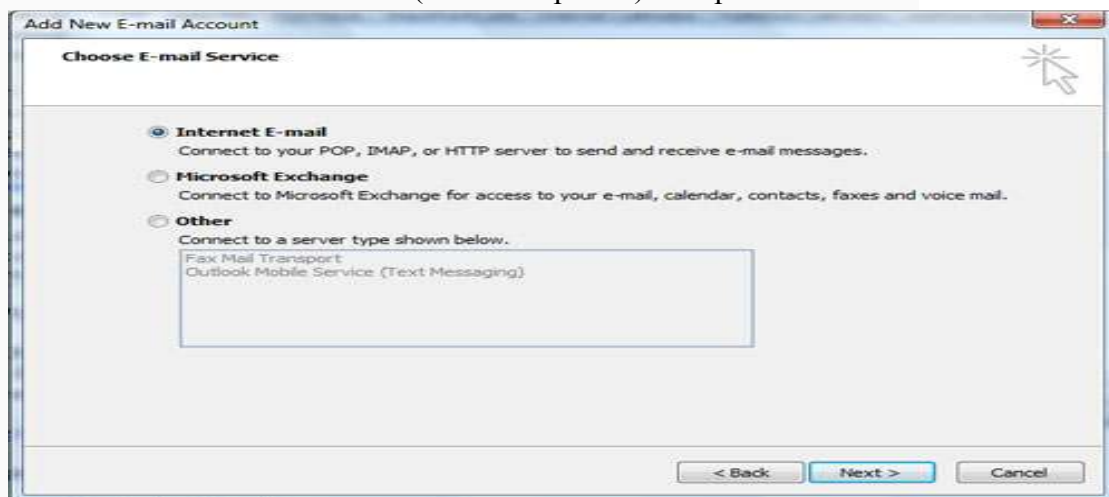 Add New E-mail Account
Choose E-mail Service
Internet E-mail
Connect to your POP, IMAP, or HTTP server to send and receive e-mail messages.
Microsoft Exchange
Connect to Microsoft Exchange for access to your e-mail, calendar, contacts, faxes and voice mail.
Other
Connect to a server type shown below.
Fax Mail Transport
Outlook Mobile Service (Text Messaging)
< Back Next > Cancel